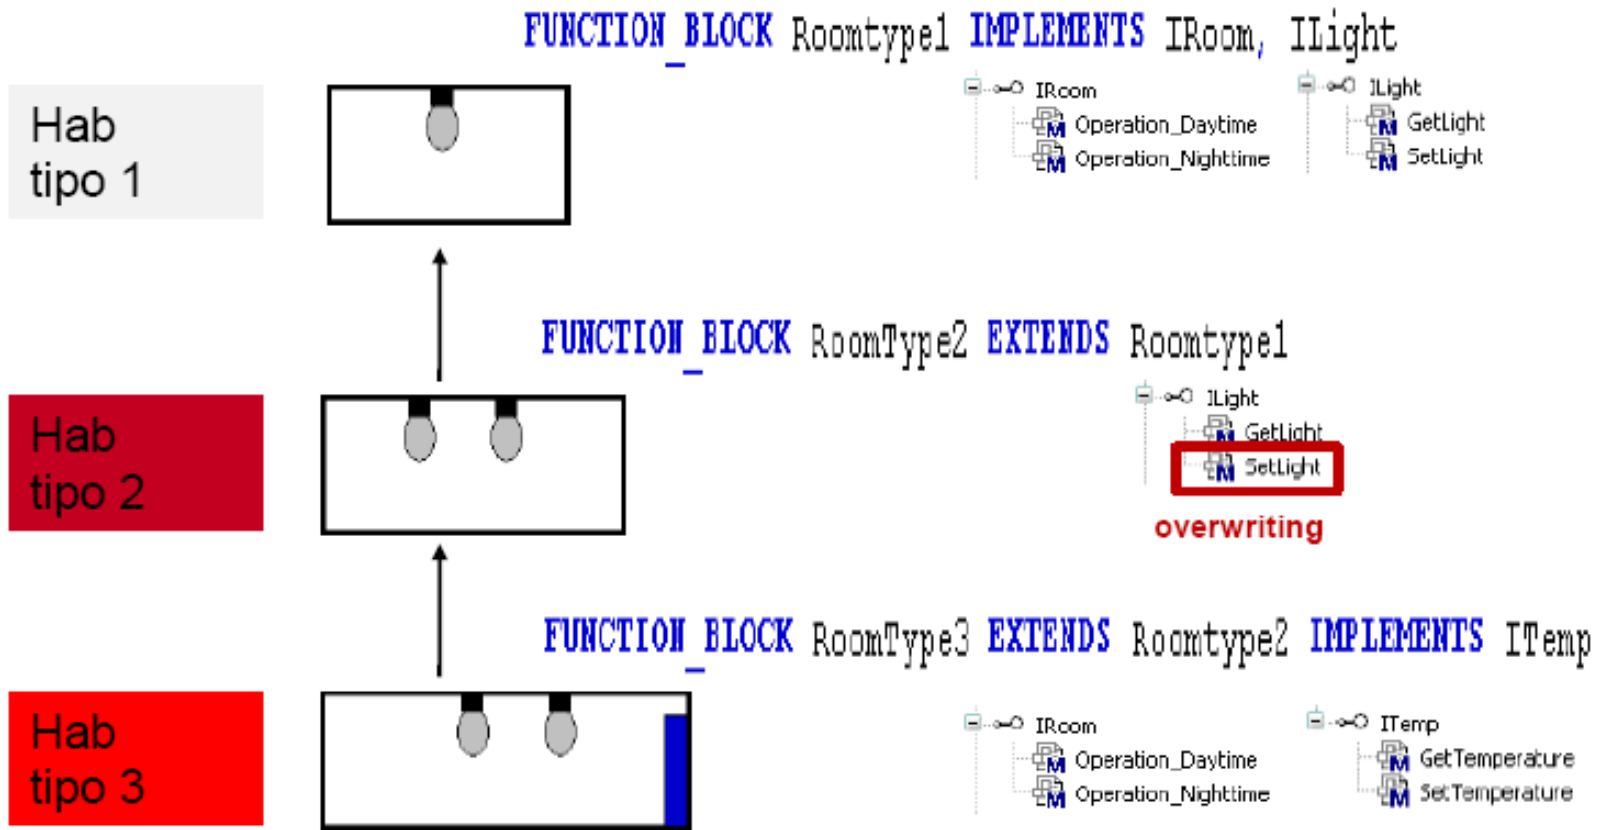 FUNCTION_BLOCK Roomtype1 IMPLEMENTS IRoom, ILight
Hab
tipo 1
IRoom
Operation_Daytime
Operation_Nighttime
ILight
GetLight
SetLight
FUNCTION_BLOCK RoomType2 EXTENDS Roomtype1
Hab
tipo 2
ILight
GetLight
SetLight
overwriting
FUNCTION_BLOCK RoomType3 EXTENDS Roomtype2 IMPLEMENTS ITemp
Hab
tipo 3
IRoom
Operation_Daytime
Operation_Nighttime
ITemp
GetTemperature
SetTemperature